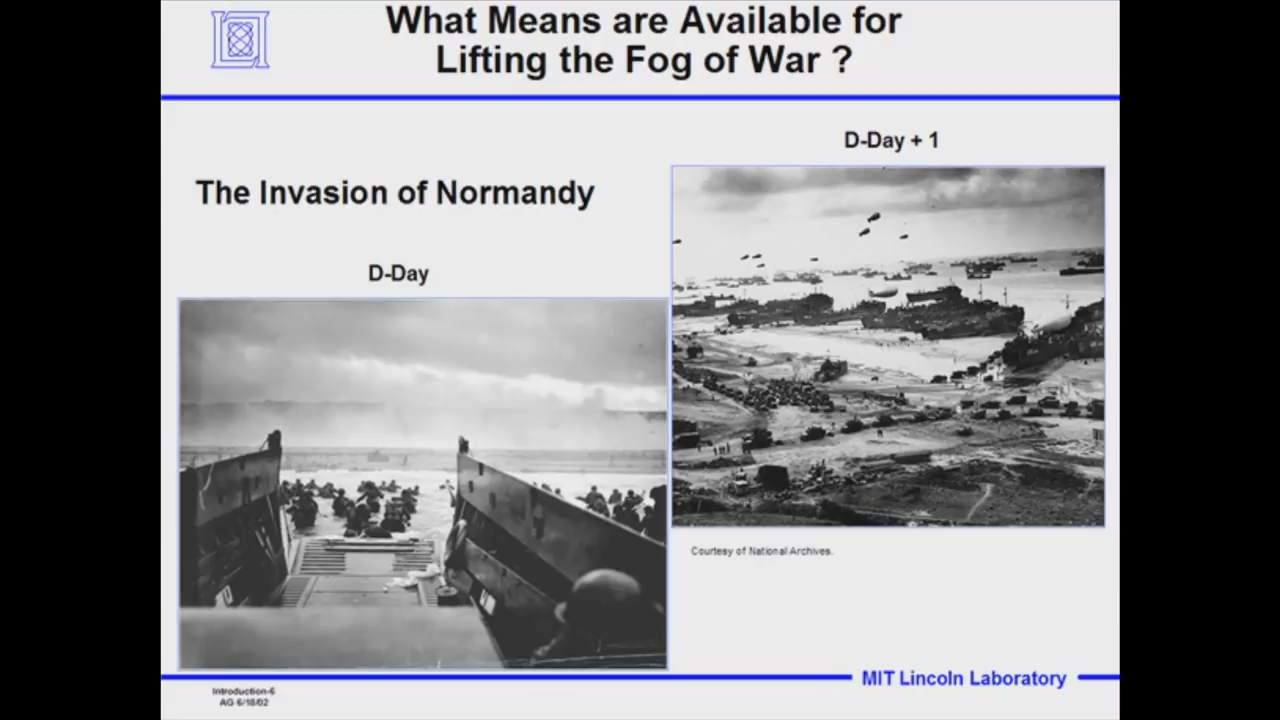 What Means are Available for
Lifting the Fog of War ?
D-Day + 1
The Invasion of Normandy
D-Day
Courtesy of National Archives.
MIT Lincoln Laboratory
Introduction-6
AG 6/18/02